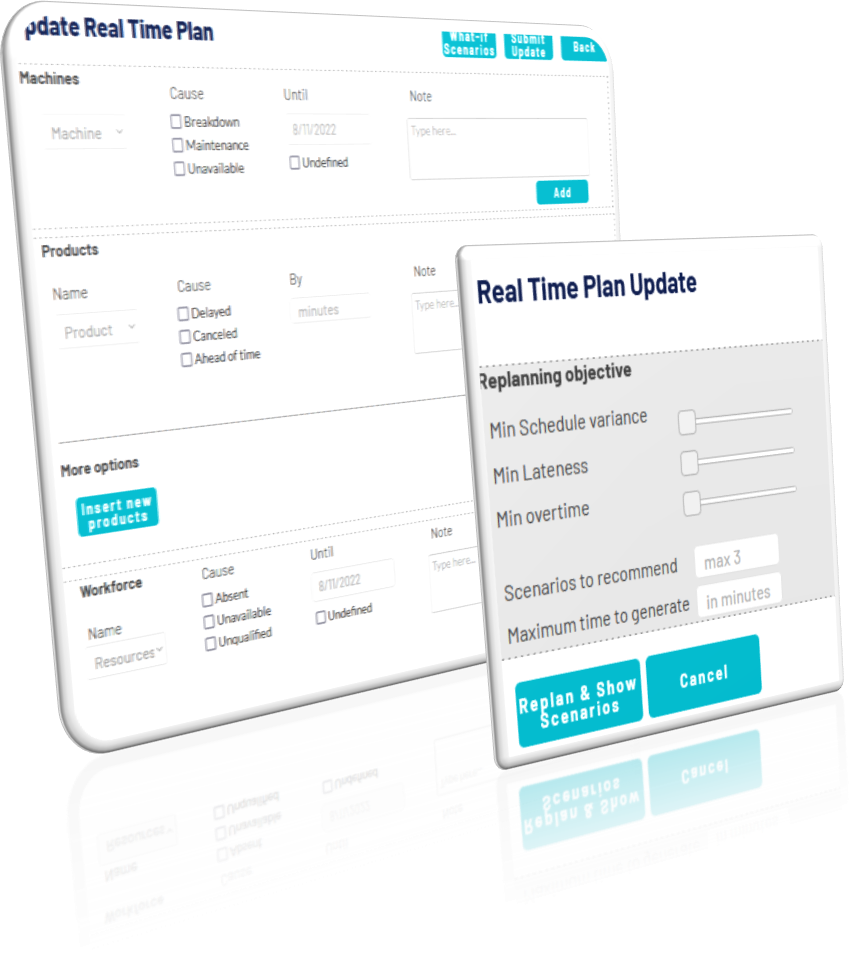 Update Real Time Plan
What-if
Scenarios
Submit
Update
Back
Machines
Cause
Until
Note
Machine
Breakdown
Maintenance
Unavailable
8/11/2022
Undefined
Type here...
Add
Products
Name
Cause
By
Note
Product
Delayed
Canceled
Ahead of time
minutes
Type here...
More options
Insert new
products
Workforce
Name
Cause
Until
Note
Resources
Absent
Unavailable
Unqualified
8/11/2022
Undefined
Type here...
Real Time Plan Update
Replanning objective
Min Schedule variance
Min Lateness
Min overtime
Scenarios to recommend
max 3
Maximum time to generate
in minutes
Replan & Show
Scenarios
Cancel